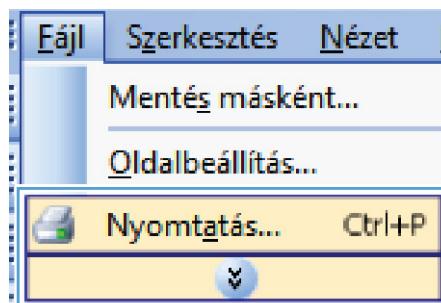 Fájl Szerkesztés Nézet
Mentés másként...
Oldalbeállítás...
Nyomtatás... Ctrl+P